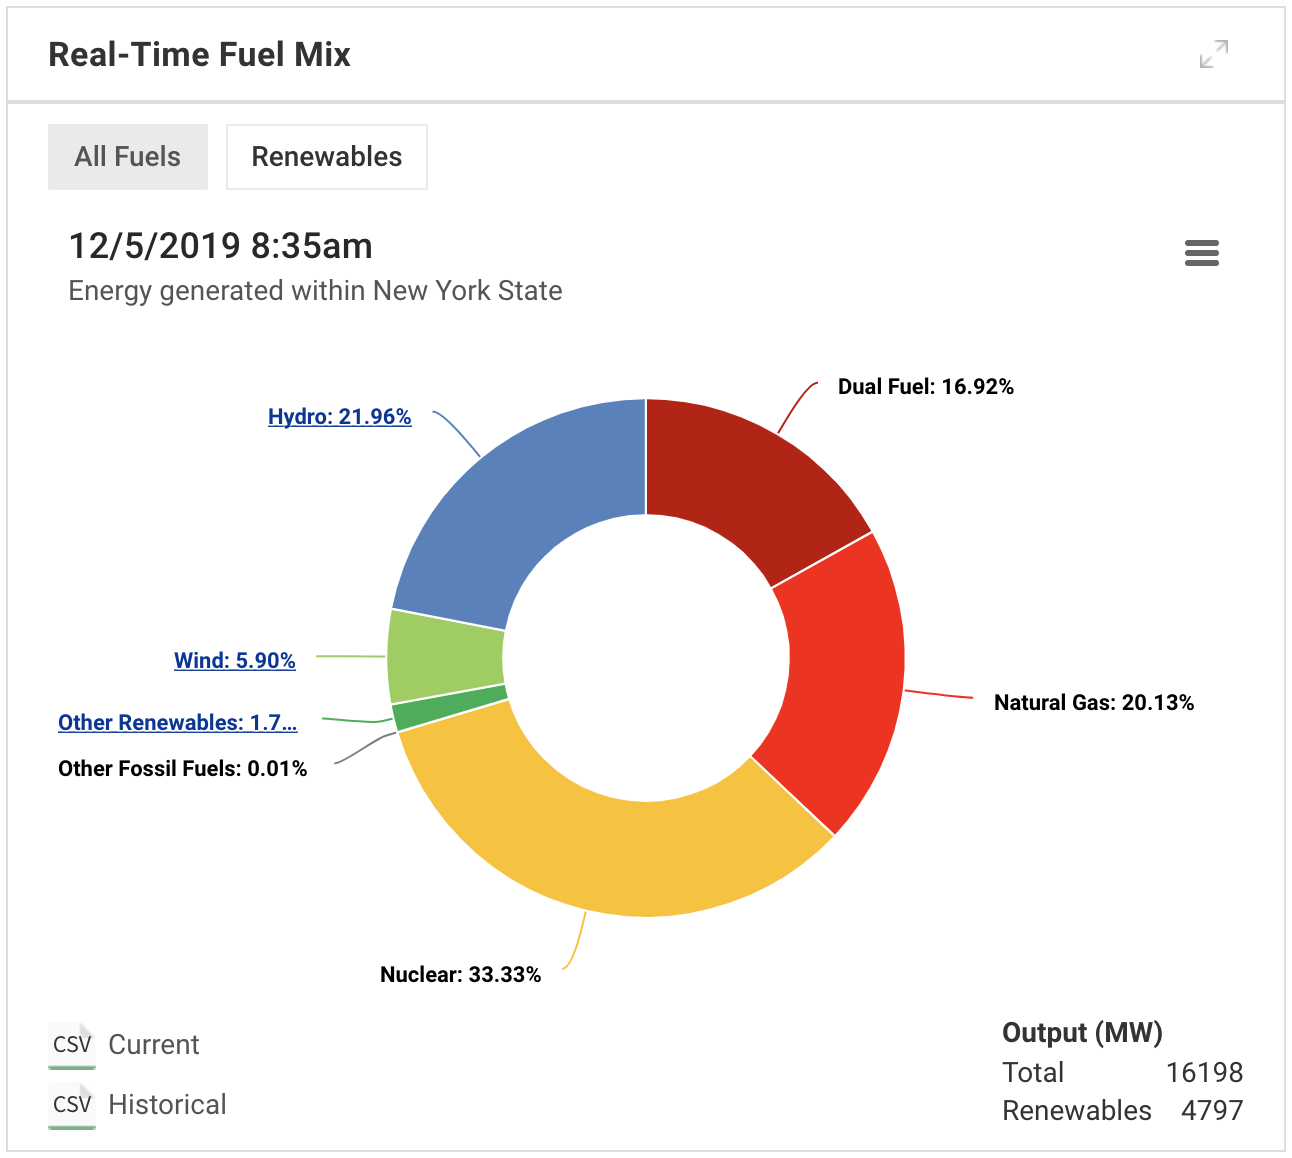 Real-Time Fuel Mix
All Fuels
Renewables
12/5/2019 8:35am
Energy generated within New York State
Dual Fuel: 16.92%
Hydro: 21.96%
Wind: 5.90%
Natural Gas: 20.13%
Other Renewables: 1.7...
Other Fossil Fuels: 0.01%
Nuclear: 33.33%
CSV Current
CSV Historical
Output (MW)
Total 16198
Renewables 4797